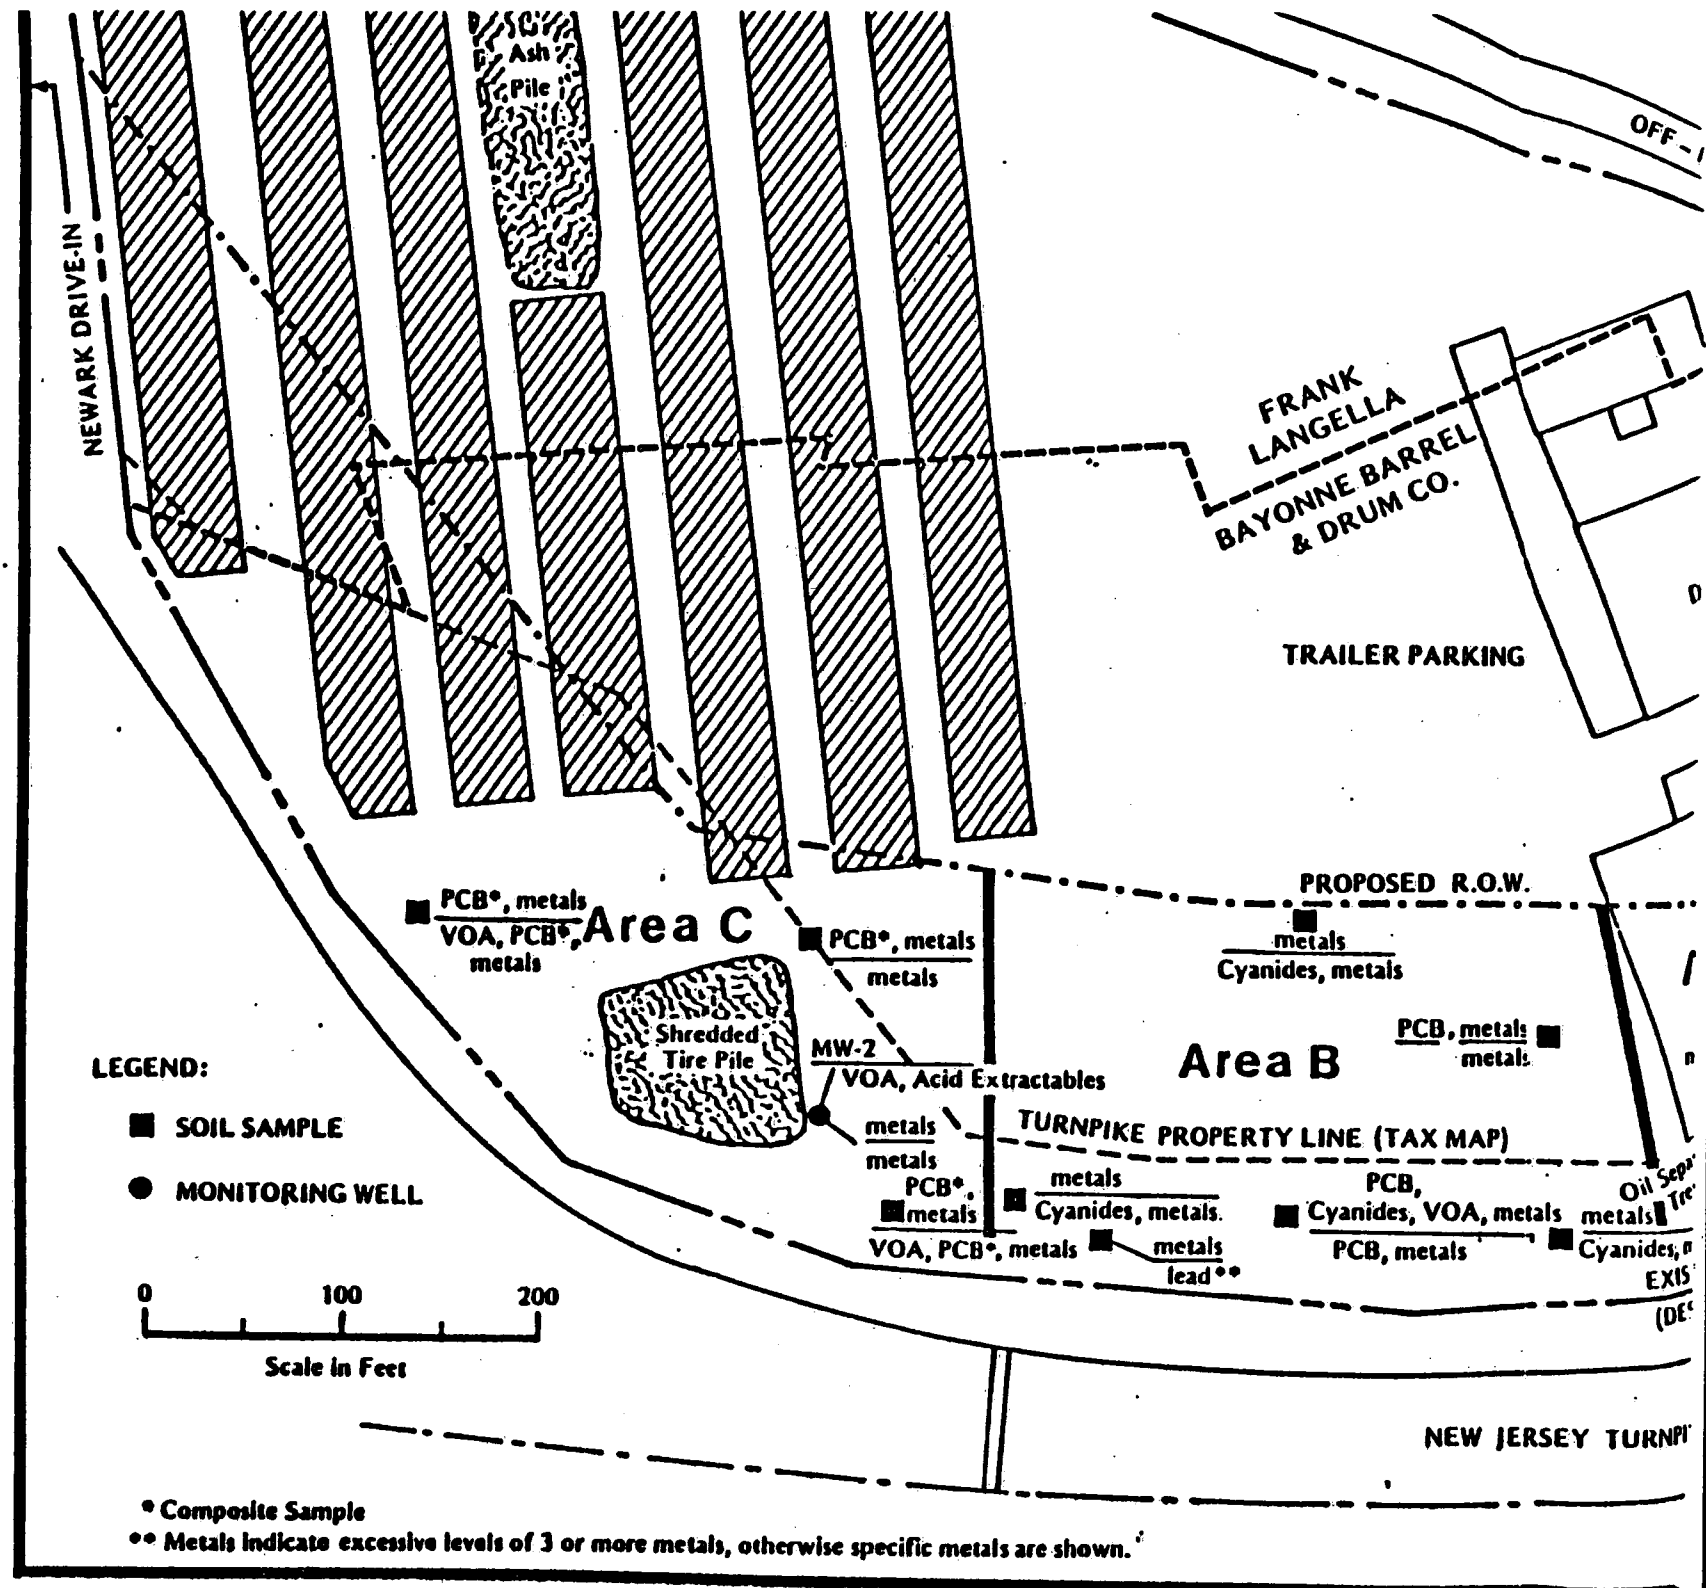 Ash
Pile
OFF -
NEWARK DRIVE-IN
FRANK
LANGELLA
BAYONNE BARREL
& DRUM CO.
TRAILER PARKING
PROPOSED R.O.W.
PCB*, metals
VOA, PCB*,
metals
Area C
PCB*, metals
metals
metals
Cyanides, metals
Shredded
Tire Pile
MW-2
VOA, Acid Extractables
PCB, metals
metals
Area B
LEGEND:
SOIL SAMPLE
MONITORING WELL
metals
metals
TURNPIKE PROPERTY LINE (TAX MAP)
PCB*,
metals
VOA, PCB*, metals
metals
Cyanides, metals.
metals
lead**
PCB,
Cyanides, VOA, metals
PCB, metals
Oil
metals
Cyanides,
0 100 200
Scale in Feet
NEW JERSEY
* Composite Sample
** Metals indicate excessive levels of 3 or more metals, otherwise specific metals are shown.